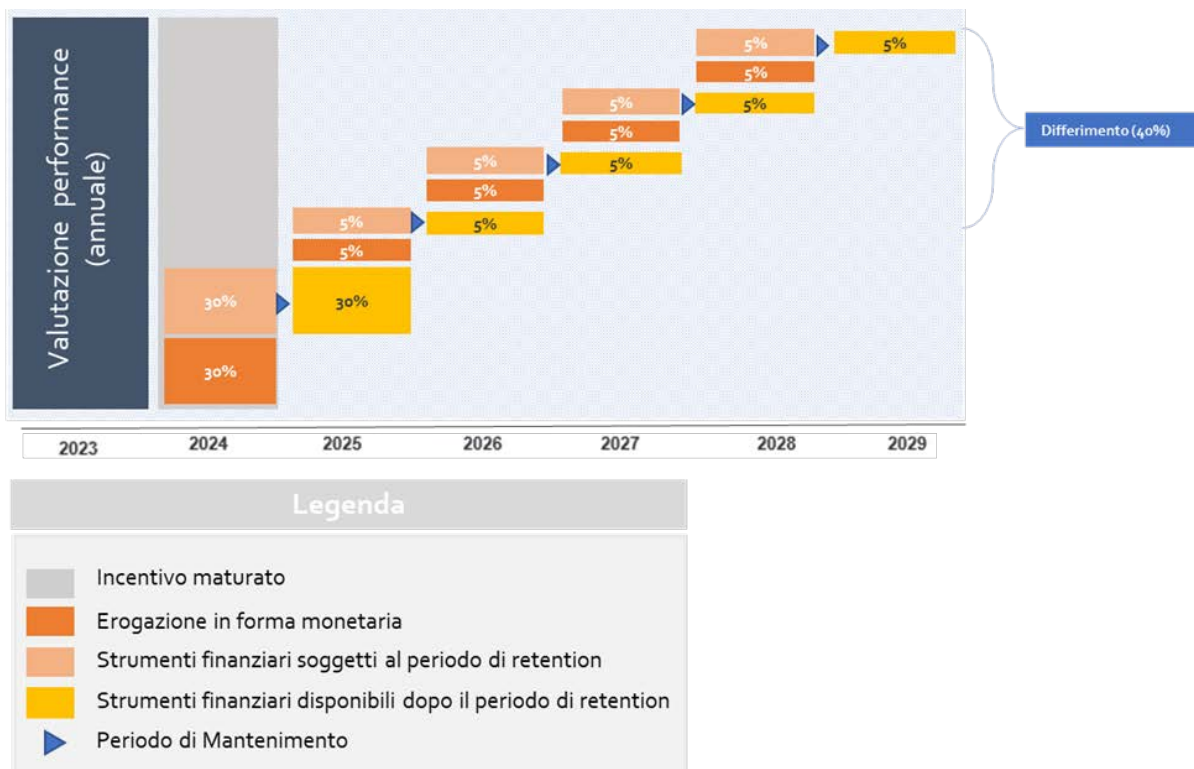 Valutazione performance
(annuale)
5%
5%
5%
5%
5%
5%
5%
5%
5%
5%
5%
5%
30%
30%
30%
Differimento (40%)
2023
2024
2025
2026
2027
2028
2029
Legenda
Incentivo maturato
Erogazione in forma monetaria
Strumenti finanziari soggetti al periodo di retention
Strumenti finanziari disponibili dopo il periodo di retention
Periodo di Mantenimento